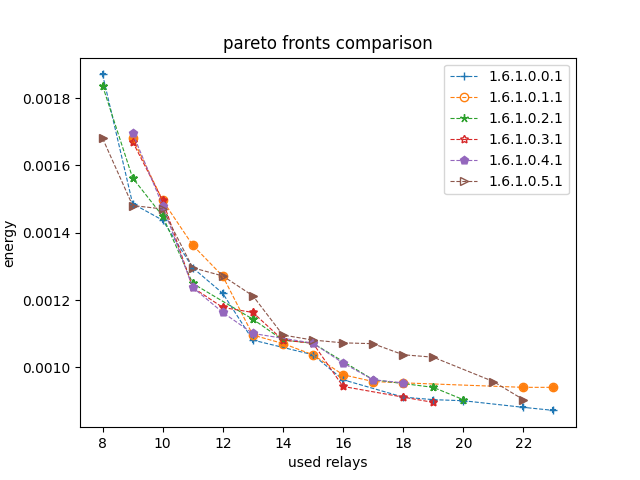 pareto fronts comparison
1.6.1.0.0.1
1.6.1.0.1.1
1.6.1.0.2.1
1.6.1.0.3.1
1.6.1.0.4.1
1.6.1.0.5.1
0.0018
0.0016
0.0014
0.0012
0.0010
energy
8 10 12 14 16 18 20 22
used relays